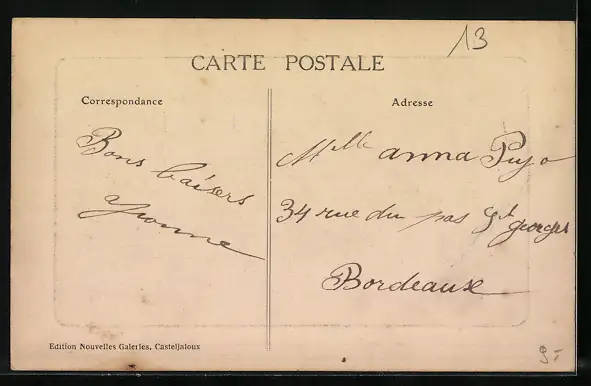 13
CARTE POSTALE
Correspondance
Bons baisers
Yvonne
Adresse
Mlle anna Pujo
34 rue du pas St georges
Bordeaux
Edition Nouvelles Galeries, Casteljaloux